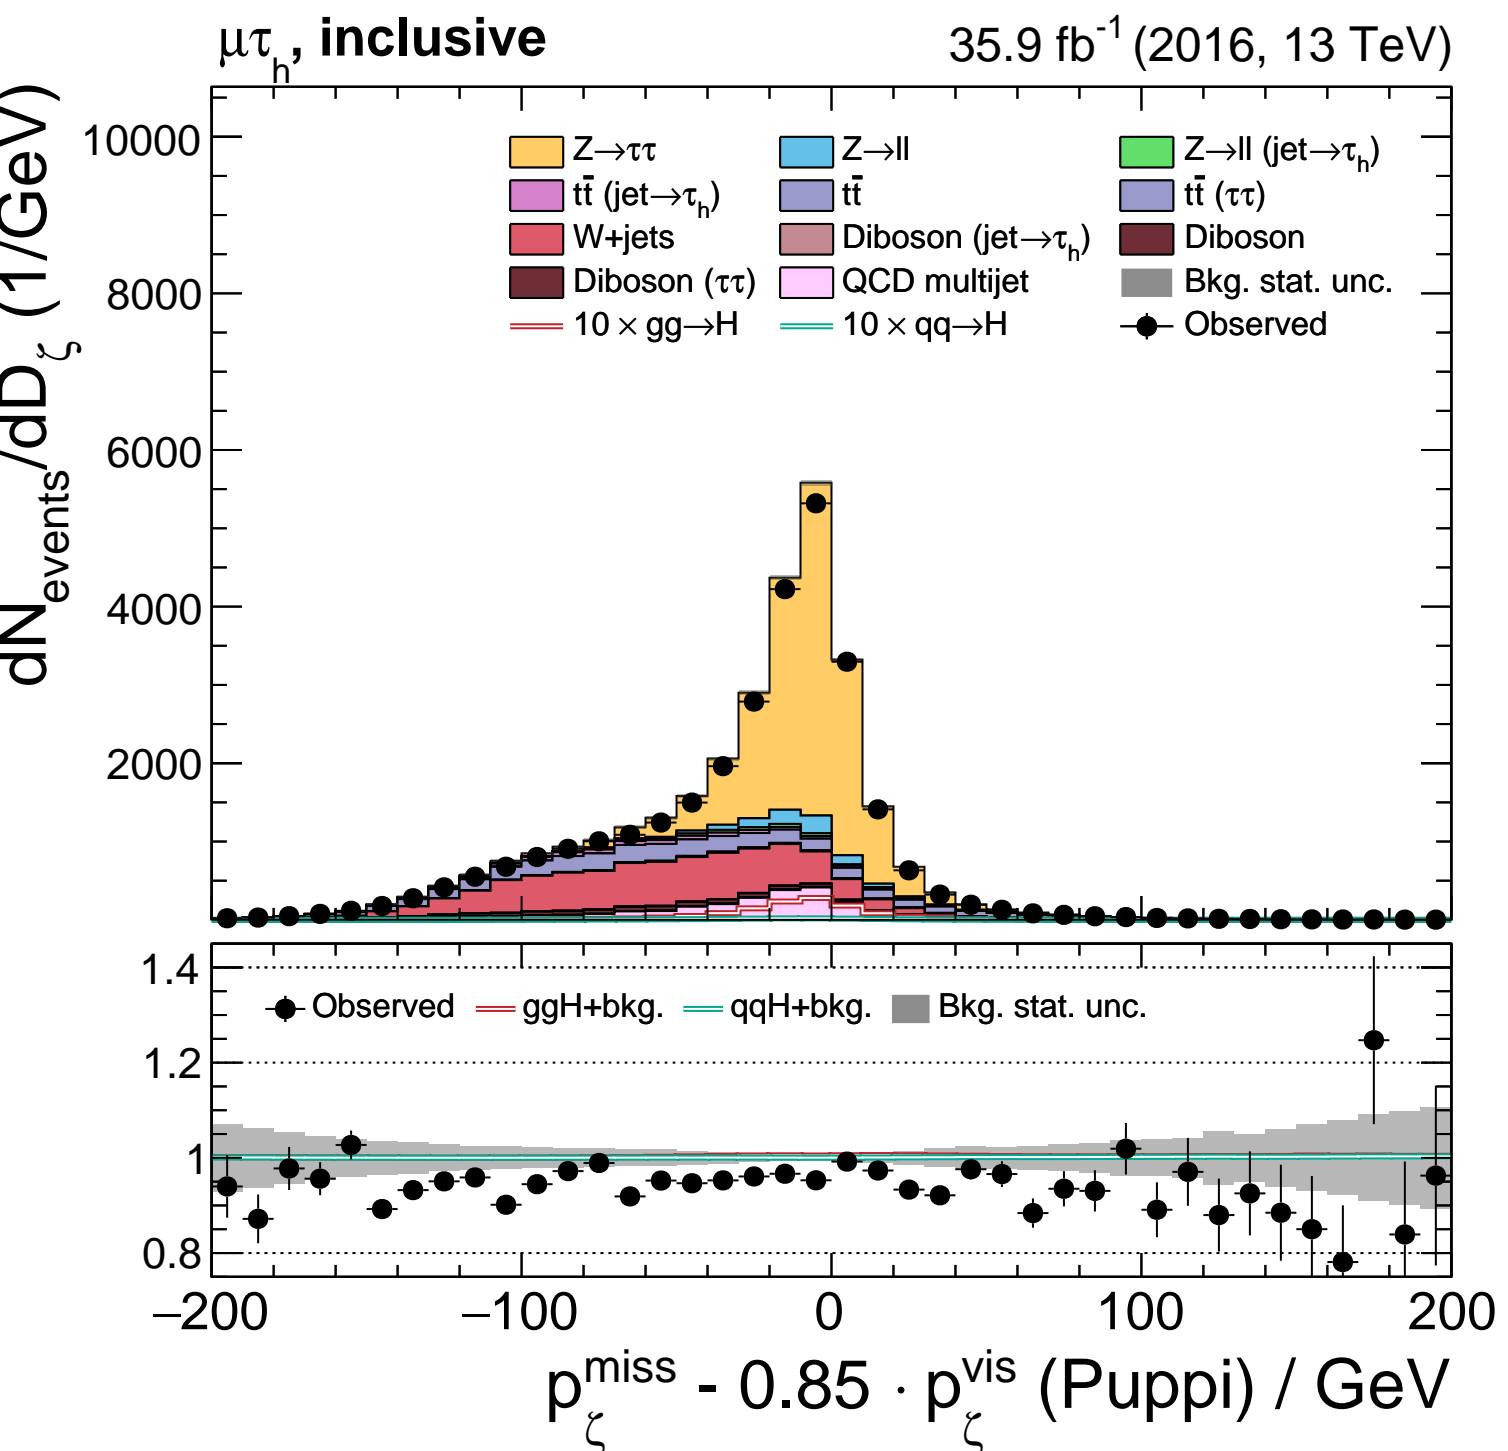 μτh, inclusive 35.9 fb-1 (2016, 13 TeV)
dNevents/dDζ (1/GeV)
10000
8000
6000
4000
2000
Z→ττ Z→ll Z→ll (jet→τh)
tt̄ (jet→τh) tt̄ tt̄ (ττ)
W+jets Diboson (jet→τh) Diboson
Diboson (ττ) QCD multijet Bkg. stat. unc.
10 × gg→H 10 × qq→H Observed
1.4
Observed ggH+bkg. qqH+bkg. Bkg. stat. unc.
1.2
1
0.8
−200 −100 0 100 200
pζmiss - 0.85 · pζvis (Puppi) / GeV